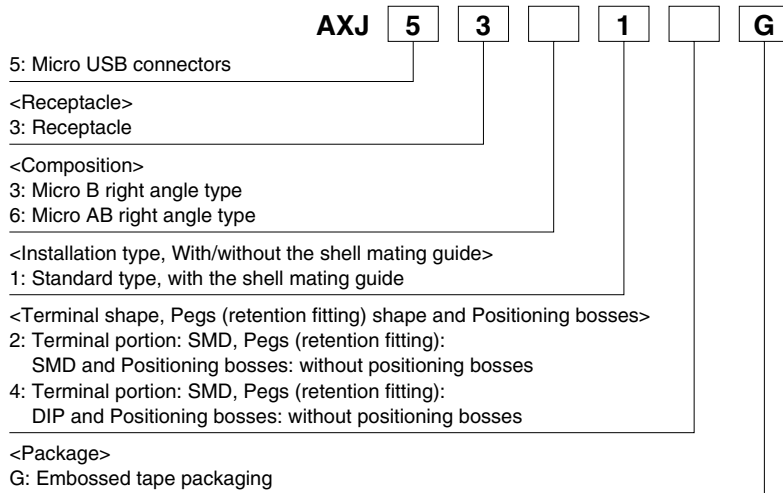 AXJ 5 3 1 G
5: Micro USB connectors
<Receptacle>
3: Receptacle
<Composition>
3: Micro B right angle type
6: Micro AB right angle type
<Installation type, With/without the shell mating guide>
1: Standard type, with the shell mating guide
<Terminal shape, Pegs (retention fitting) shape and Positioning bosses>
2: Terminal portion: SMD, Pegs (retention fitting):
SMD and Positioning bosses: without positioning bosses
4: Terminal portion: SMD, Pegs (retention fitting):
DIP and Positioning bosses: without positioning bosses
<Package>
G: Embossed tape packaging